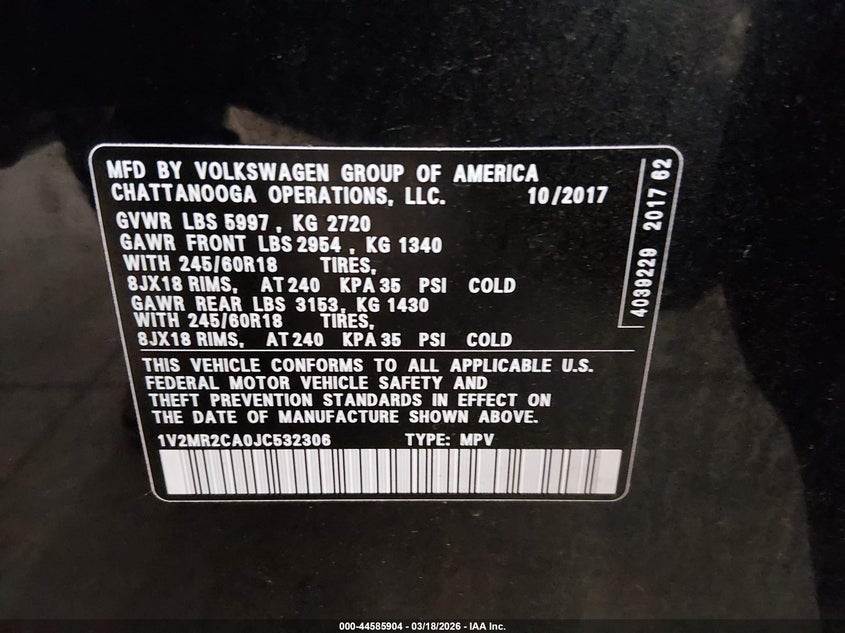 MFD BY VOLKSWAGEN GROUP OF AMERICA
CHATTANOOGA OPERATIONS, LLC. 10/2017
GVWR LBS 5997 , KG 2720
GAWR FRONT LBS 2954 , KG 1340
WITH 245/60R18 TIRES,
8JX18 RIMS, AT 240 KPA 35 PSI COLD
GAWR REAR LBS 3153, KG 1430
WITH 245/60R18 TIRES,
8JX18 RIMS, AT 240 KPA 35 PSI COLD
THIS VEHICLE CONFORMS TO ALL APPLICABLE U.S.
FEDERAL MOTOR VEHICLE SAFETY AND
THEFT PREVENTION STANDARDS IN EFFECT ON
THE DATE OF MANUFACTURE SHOWN ABOVE.
1V2MR2CA0JC532306 TYPE: MPV
4039229 2017 62
000-44585904 - 03/18/2026 - IAA Inc.